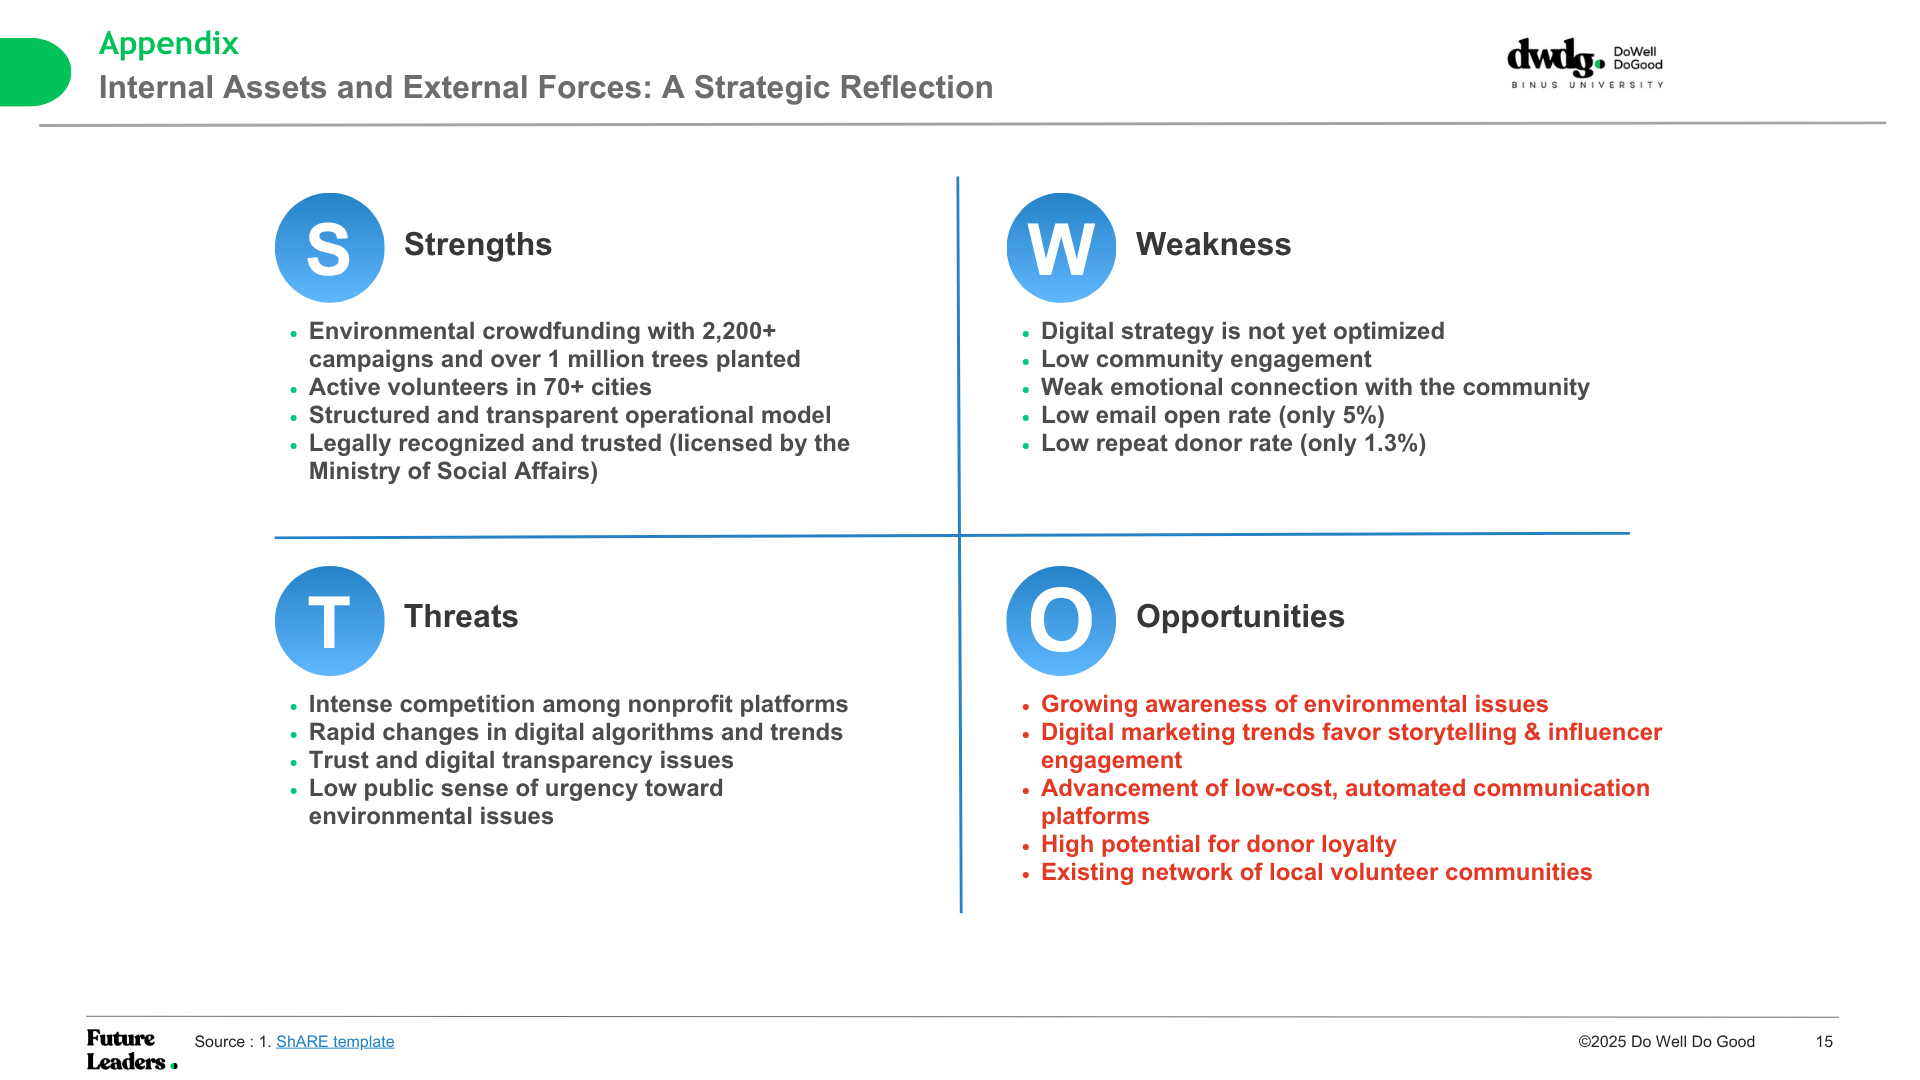 Appendix
Internal Assets and External Forces: A Strategic Reflection
dwdg.
DoWell
DoGood
BINUS UNIVERSITY
S
Strengths
• Environmental crowdfunding with 2,200+
campaigns and over 1 million trees planted
• Active volunteers in 70+ cities
• Structured and transparent operational model
• Legally recognized and trusted (licensed by the
Ministry of Social Affairs)
W
Weakness
• Digital strategy is not yet optimized
• Low community engagement
• Weak emotional connection with the community
• Low email open rate (only 5%)
• Low repeat donor rate (only 1.3%)
T
Threats
• Intense competition among nonprofit platforms
• Rapid changes in digital algorithms and trends
• Trust and digital transparency issues
• Low public sense of urgency toward
environmental issues
O
Opportunities
• Growing awareness of environmental issues
• Digital marketing trends favor storytelling & influencer
engagement
• Advancement of low-cost, automated communication
platforms
• High potential for donor loyalty
• Existing network of local volunteer communities
Future
Leaders.
Source : 1. ShARE template
©2025 Do Well Do Good
15